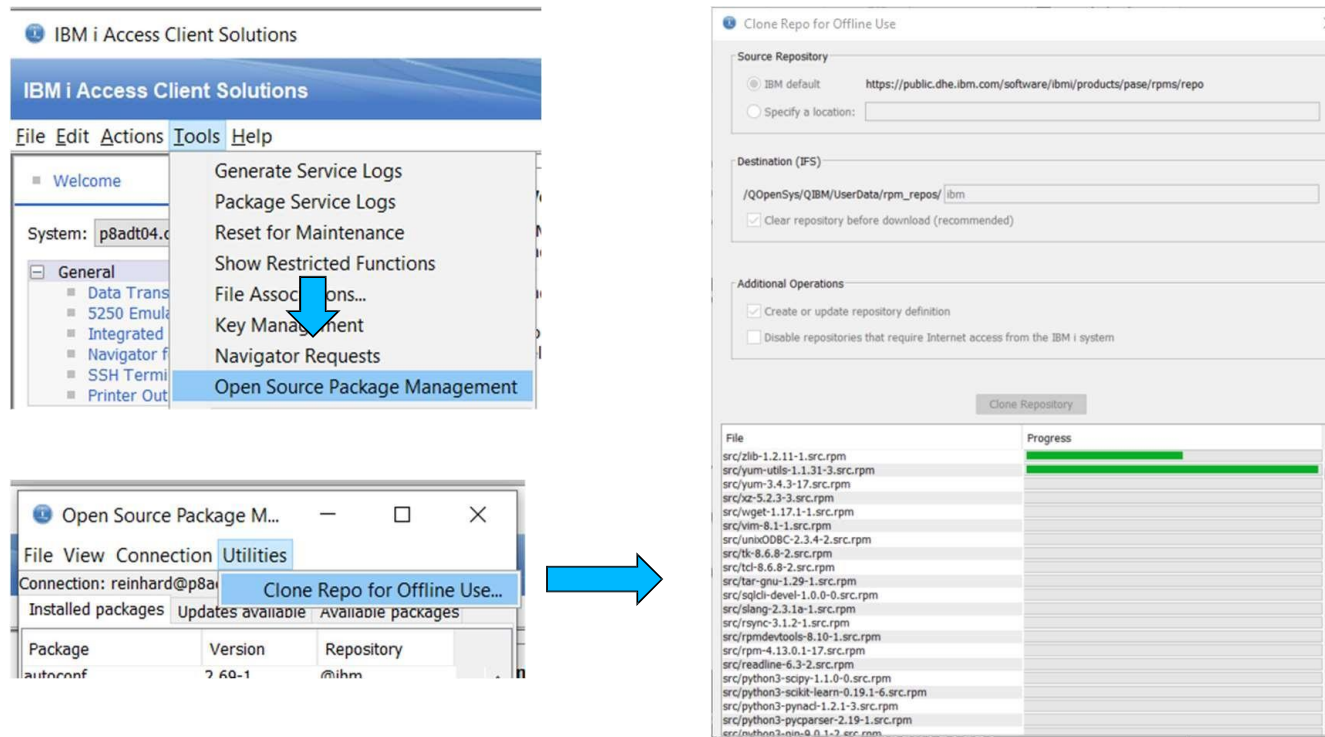 IBM i Access Client Solutions
IBM i Access Client Solutions
File Edit Actions Tools Help
Welcome
System: p8adt04.c
General
Data Trans
5250 Emula
Integrated
Navigator f
SSH Termi
Printer Out
Generate Service Logs
Package Service Logs
Reset for Maintenance
Show Restricted Functions
File Assoc ons...
Key Management
Navigator Requests
Open Source Package Management
Open Source Package M...
File View Connection Utilities
Connection: reinhard@p8a
Clone Repo for Offline Use...
Installed packages Updates available Available packages
Package Version Repository
autoconf 2.69-1 @ibm
Clone Repo for Offline Use
Source Repository
IBM default https://public.dhe.ibm.com/software/ibmi/products/pase/rpms/repo
Specify a location:
Destination (IFS)
/QOpenSys/QIBM/UserData/rpm_repos/ ibm
Clear repository before download (recommended)
Additional Operations
Create or update repository definition
Disable repositories that require Internet access from the IBM i system
Clone Repository
File Progress
src/zlib-1.2.11-1.src.rpm
src/yum-utils-1.1.31-3.src.rpm
src/yum-3.4.3-17.src.rpm
src/xz-5.2.3-3.src.rpm
src/wget-1.17.1-1.src.rpm
src/vim-8.1-1.src.rpm
src/unixODBC-2.3.4-2.src.rpm
src/tk-8.6.8-2.src.rpm
src/tcl-8.6.8-2.src.rpm
src/tar-gnu-1.29-1.src.rpm
src/sqlcli-devel-1.0.0-0.src.rpm
src/slang-2.3.1a-1.src.rpm
src/rsync-3.1.2-1.src.rpm
src/rpmdevtools-8.10-1.src.rpm
src/rpm-4.13.0.1-17.src.rpm
src/readline-6.3-2.src.rpm
src/python3-scipy-1.1.0-0.src.rpm
src/python3-scikit-learn-0.19.1-6.src.rpm
src/python3-pynacl-1.2.1-3.src.rpm
src/python3-pycparser-2.19-1.src.rpm
src/python3-pip-9.0.1-2.src.rpm